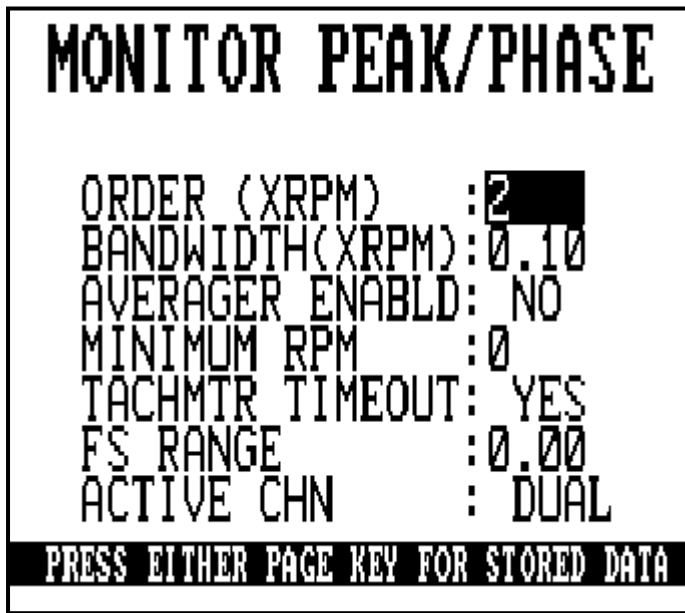 MONITOR PEAK/PHASE
ORDER (XRPM) :2
BANDWIDTH(XRPM):0.10
AVERAGER ENABLD: NO
MINIMUM RPM :0
TACHMTR TIMEOUT: YES
FS RANGE :0.00
ACTIVE CHN : DUAL
PRESS EITHER PAGE KEY FOR STORED DATA